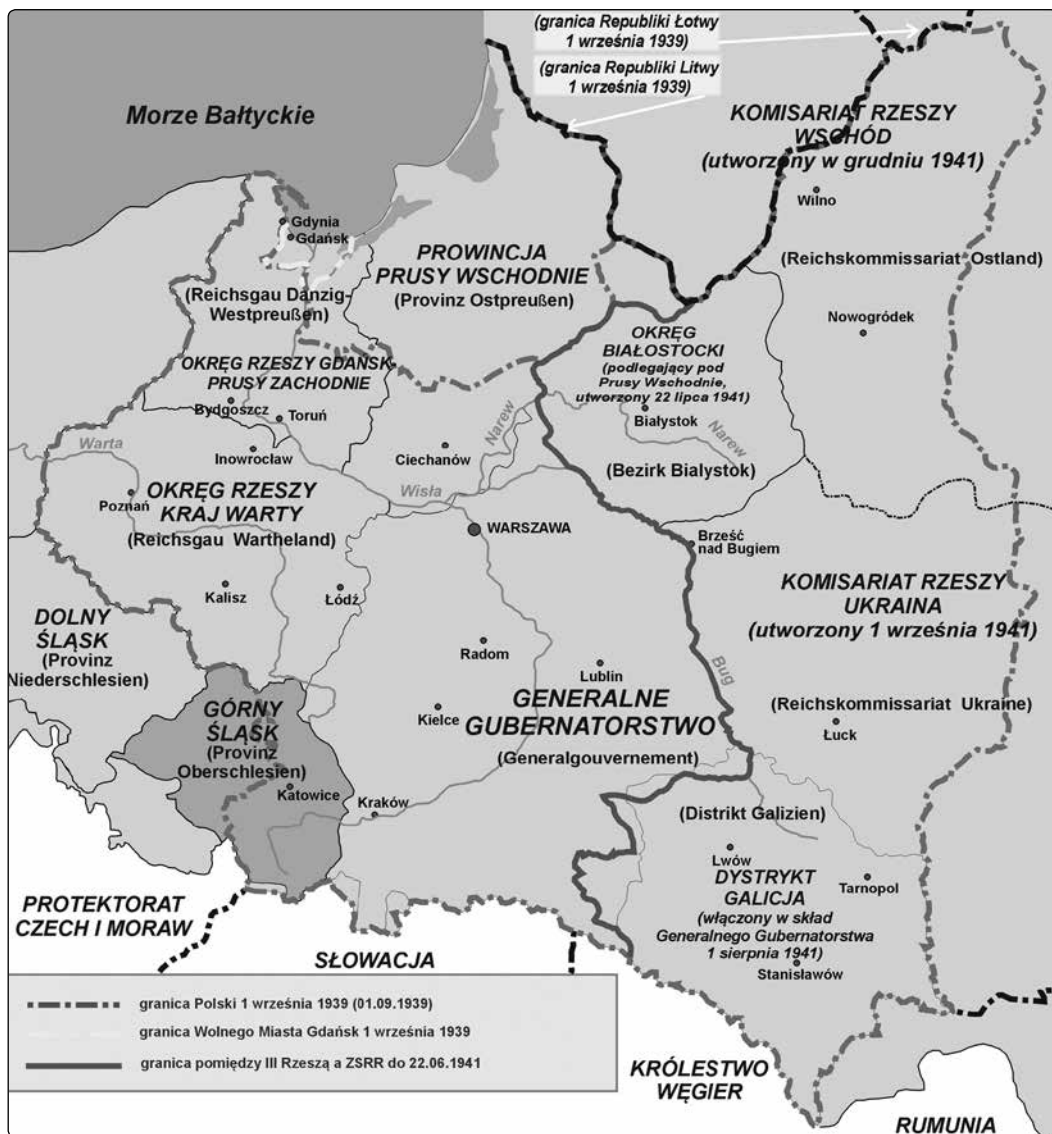 (granica Republiki Łotwy
1 września 1939)
(granica Republiki Litwy
1 września 1939)
Morze Bałtyckie
KOMISARIAT RZESZY
WSCHÓD
(utworzony w grudniu 1941)
Wilno
Gdynia
Gdańsk
PROWINCJA
PRUSY WSCHODNIE
(Provinz Ostpreußen)
(Reichskommissariat Ostland)
(Reichsgau Danzig-
Westpreußen)
Nowogródek
OKRĘG
BIAŁOSTOCKI
(podlegający pod
Prusy Wschodnie,
utworzony 22 lipca 1941)
OKRĘG RZESZY GDAŃSK-
PRUSY ZACHODNIE
Bydgoszcz
Toruń
Białystok
Narew
Narew
Warta
Inowrocław
Ciechanów
(Bezirk Bialystok)
Wisła
OKRĘG RZESZY
KRAJ WARTY
Poznań
(Reichsgau Wartheland)
WARSZAWA
Brześć
nad Bugiem
Kalisz
Łódź
KOMISARIAT RZESZY
UKRAINA
(utworzony 1 września 1941)
DOLNY
ŚLĄSK
(Provinz
Niederschlesien)
Radom
Lublin
Bug
GENERALNE
GUBERNATORSTWO
(Generalgouvernement)
Kielce
(Reichskommissariat Ukraine)
Łuck
GÓRNY
ŚLĄSK
(Provinz
Oberschlesien)
Katowice
Kraków
(Distrikt Galizien)
Lwów
DYSTRYKT
GALICJA
(włączony w skład
Generalnego Gubernatorstwa
1 sierpnia 1941)
Tarnopol
Stanisławów
PROTEKTORAT
CZECH I MORAW
SŁOWACJA
granica Polski 1 września 1939 (01.09.1939)
granica Wolnego Miasta Gdańsk 1 września 1939
granica pomiędzy III Rzeszą a ZSRR do 22.06.1941
KRÓLESTWO
WĘGIER
RUMUNIA